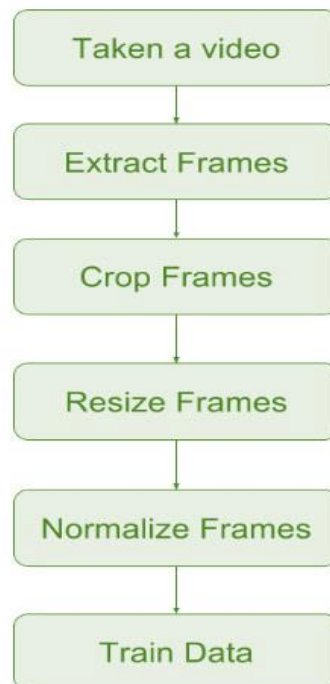 Taken a video
Extract Frames
Crop Frames
Resize Frames
Normalize Frames
Train Data